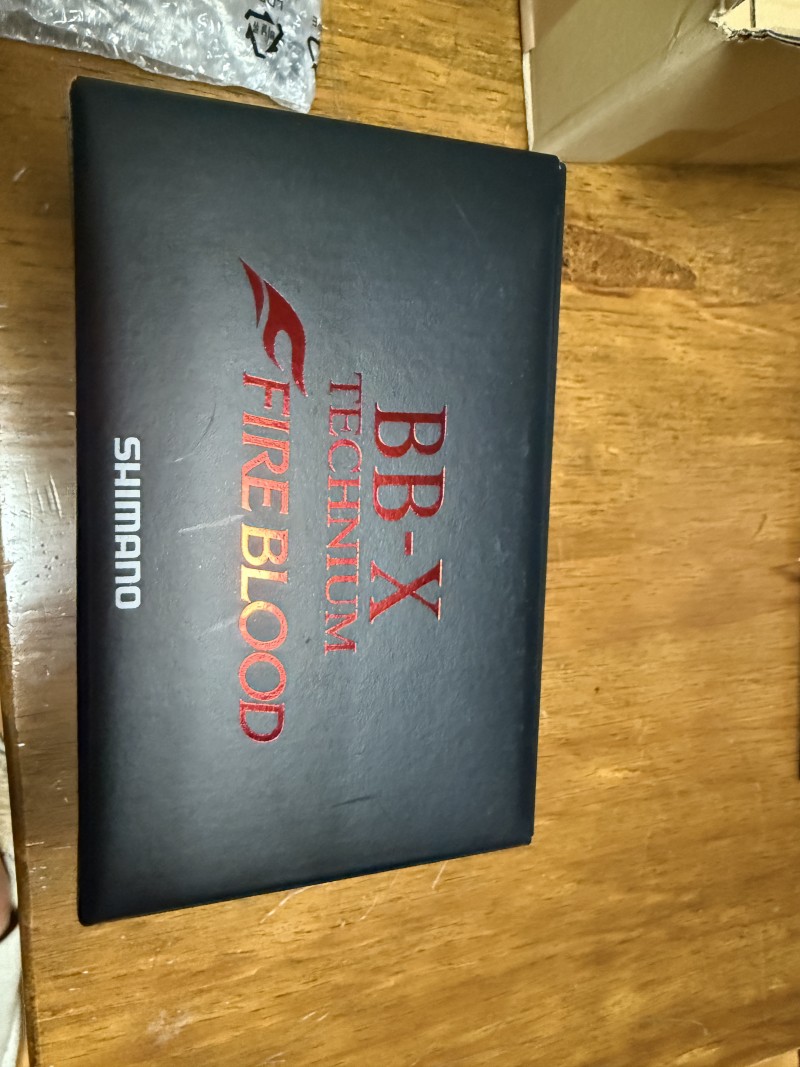 BB-X
TECHNIUM
FIRE BLOOD
SHIMANO